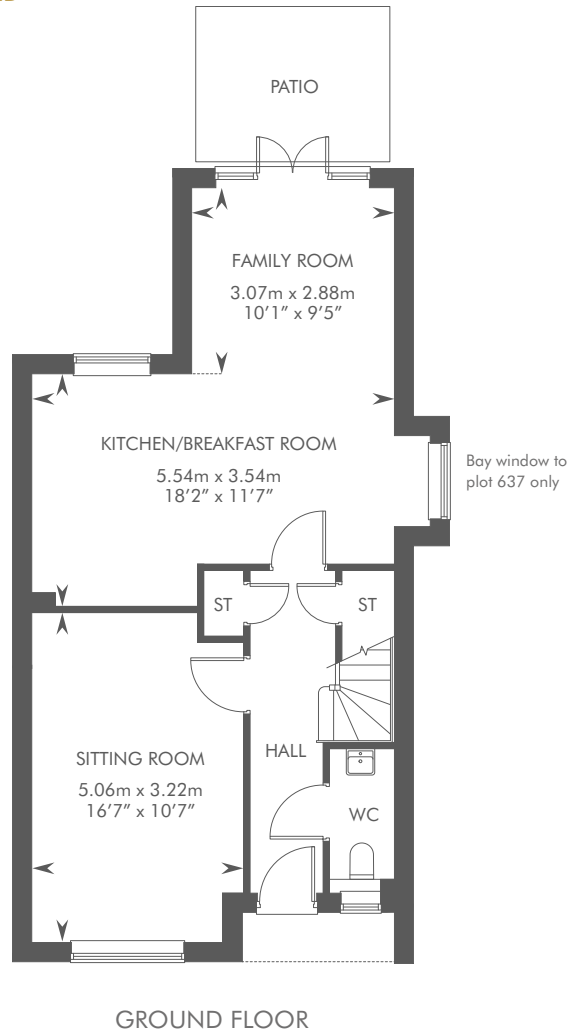 PATIO
FAMILY ROOM
3.07m x 2.88m
10’1” x 9’5”
KITCHEN/BREAKFAST ROOM
5.54m x 3.54m
18’2” x 11’7”
Bay window to
plot 637 only
ST
ST
HALL
SITTING ROOM
5.06m x 3.22m
16’7” x 10’7”
WC
GROUND FLOOR